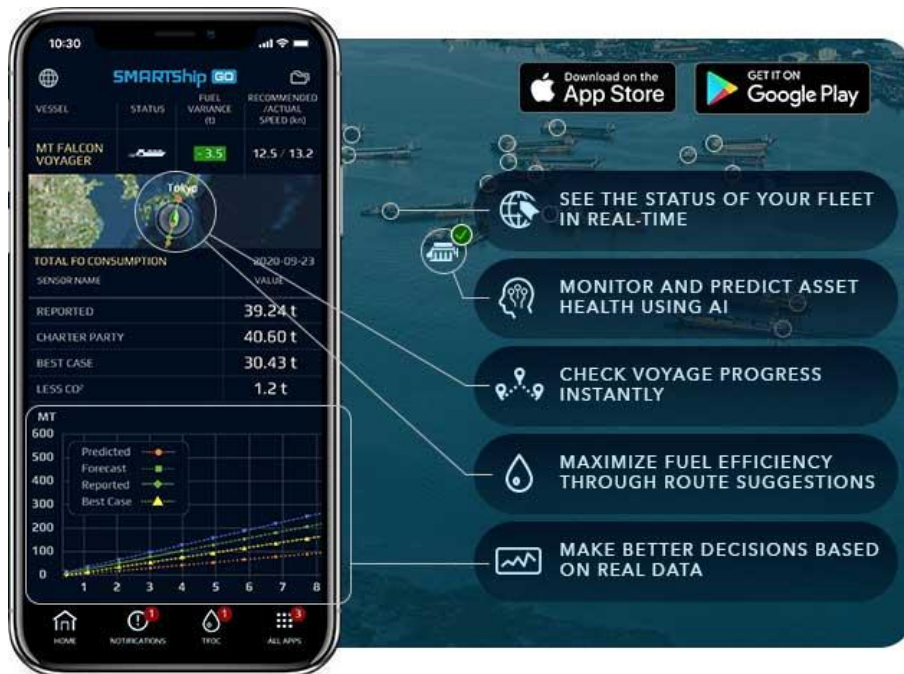 10:30
SMARTShip GO
VESSEL
STATUS
FUEL
VARIANCE
(t)
RECOMMENDED
/ACTUAL
SPEED (kn)
MT FALCON
VOYAGER
- 3.5
12.5 / 13.2
Tokyo
TOTAL FO CONSUMPTION
2020-09-23
SENSOR NAME
VALUE
REPORTED
39.24 t
CHARTER PARTY
40.60 t
BEST CASE
30.43 t
LESS CO²
1.2 t
MT
600
500
400
300
200
100
0
Predicted
Forecast
Reported
Best Case
1 2 3 4 5 6 7 8
HOME
1
NOTIFICATIONS
1
TFOC
3
ALL APPS
Download on the
App Store
GET IT ON
Google Play
SEE THE STATUS OF YOUR FLEET
IN REAL-TIME
MONITOR AND PREDICT ASSET
HEALTH USING AI
CHECK VOYAGE PROGRESS
INSTANTLY
MAXIMIZE FUEL EFFICIENCY
THROUGH ROUTE SUGGESTIONS
MAKE BETTER DECISIONS BASED
ON REAL DATA